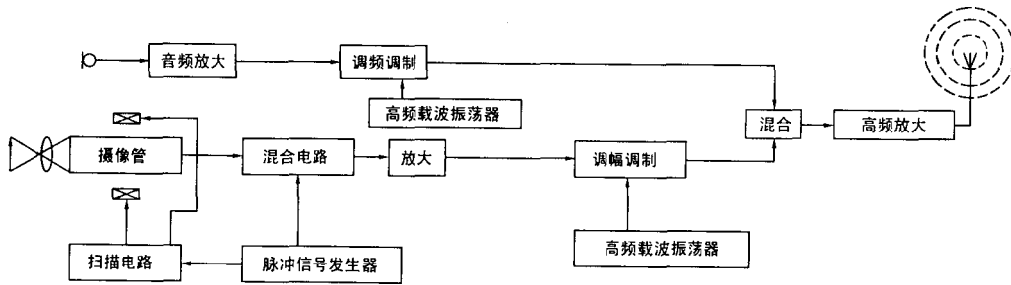 音频放大
调频调制
高频载波振荡器
混合
高频放大
摄像管
混合电路
放大
调幅调制
高频载波振荡器
扫描电路
脉冲信号发生器